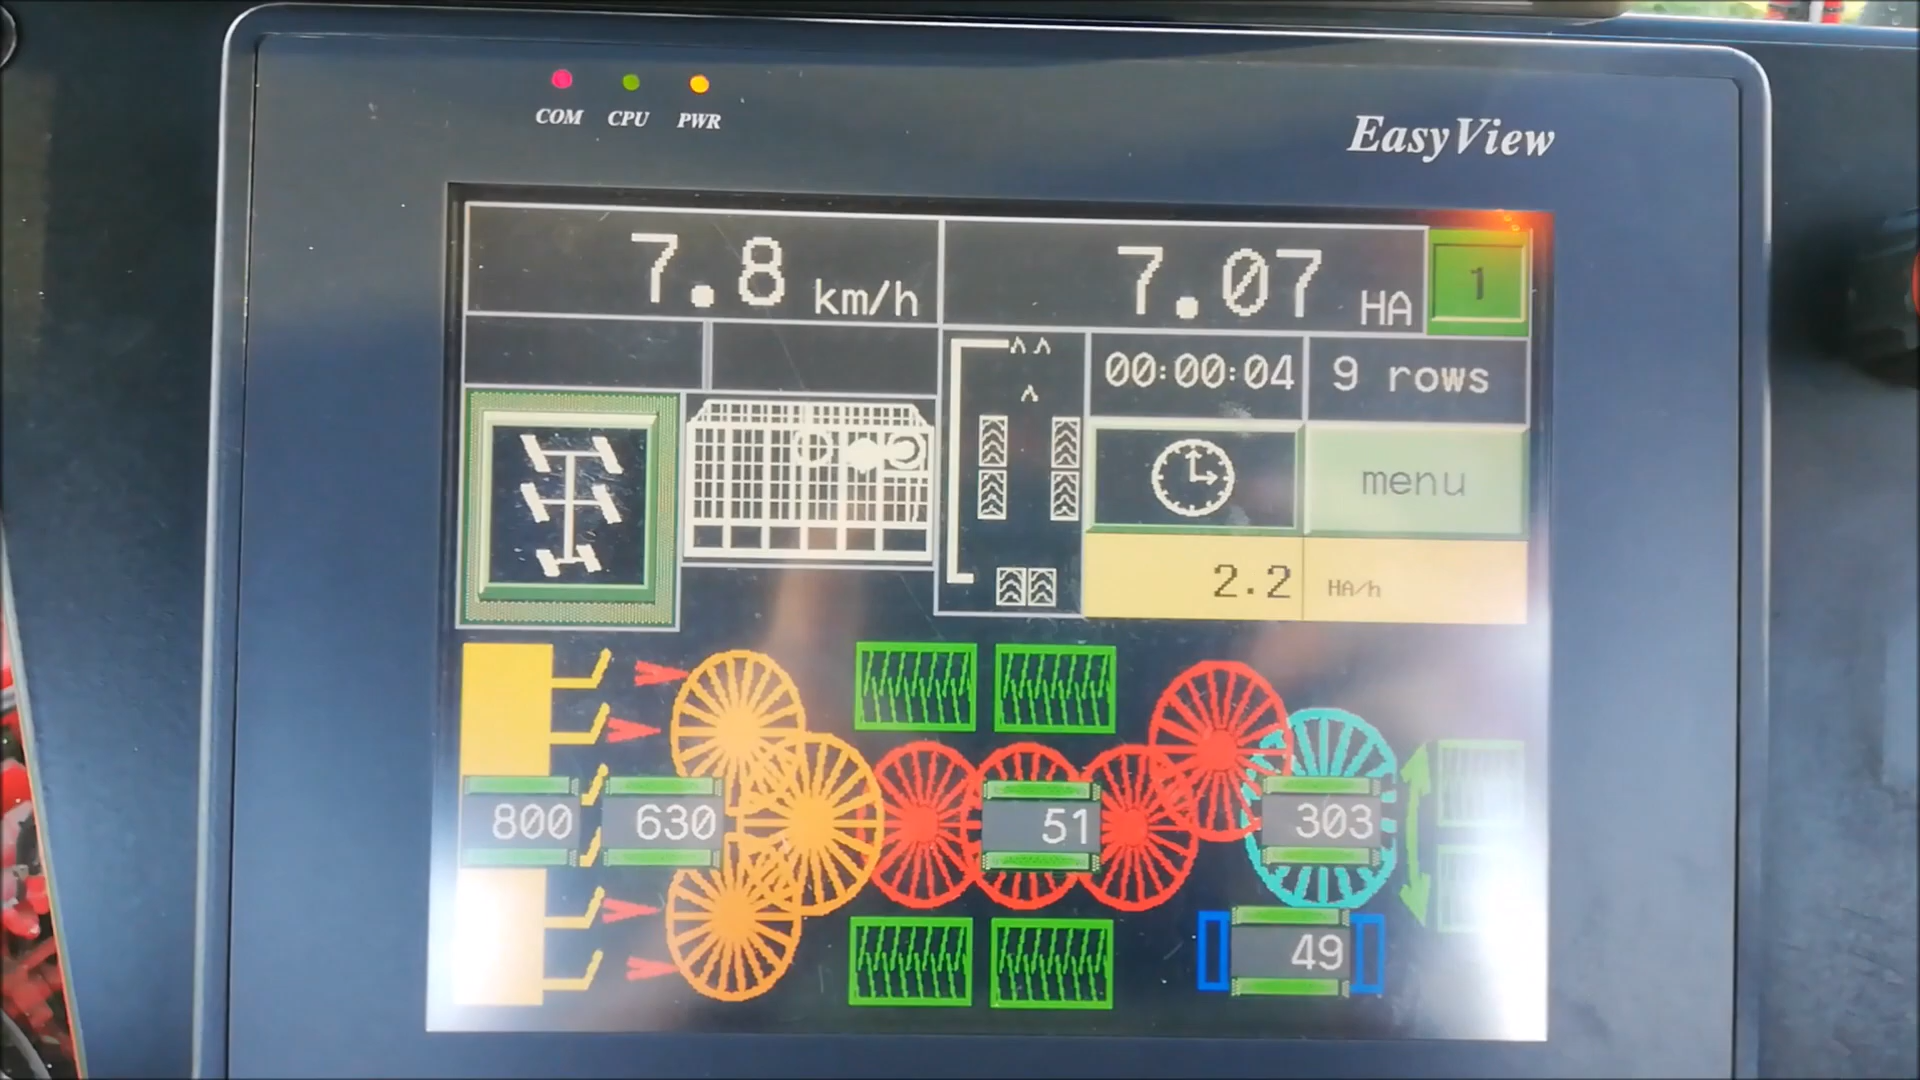 COM CPU PWR
EasyView
7.8 km/h
7.07 HA
1
00:00:04
9 rows
menu
2.2 HA/h
800
630
51
303
49